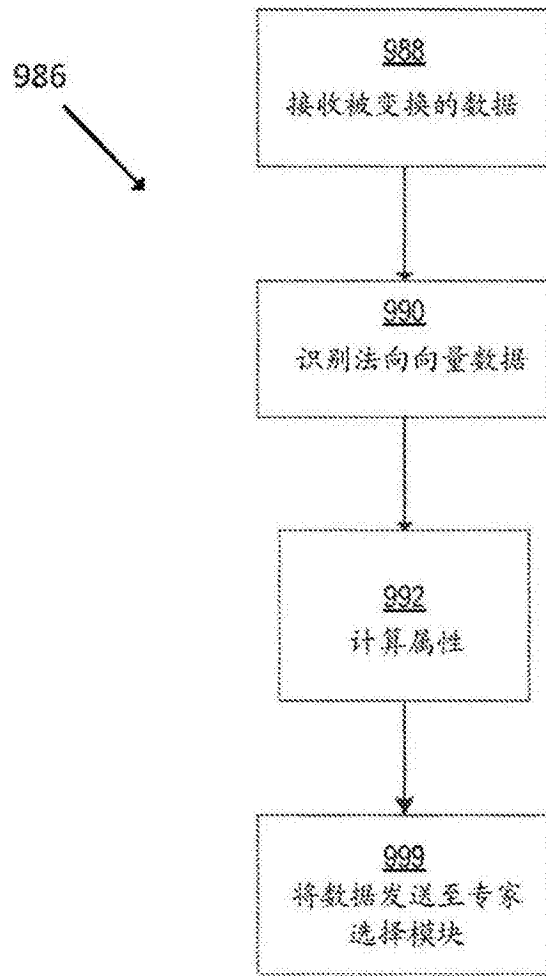 986
988
接收被变换的数据
990
识别法向向量数据
992
计算属性
999
将数据发送至专家
选择模块